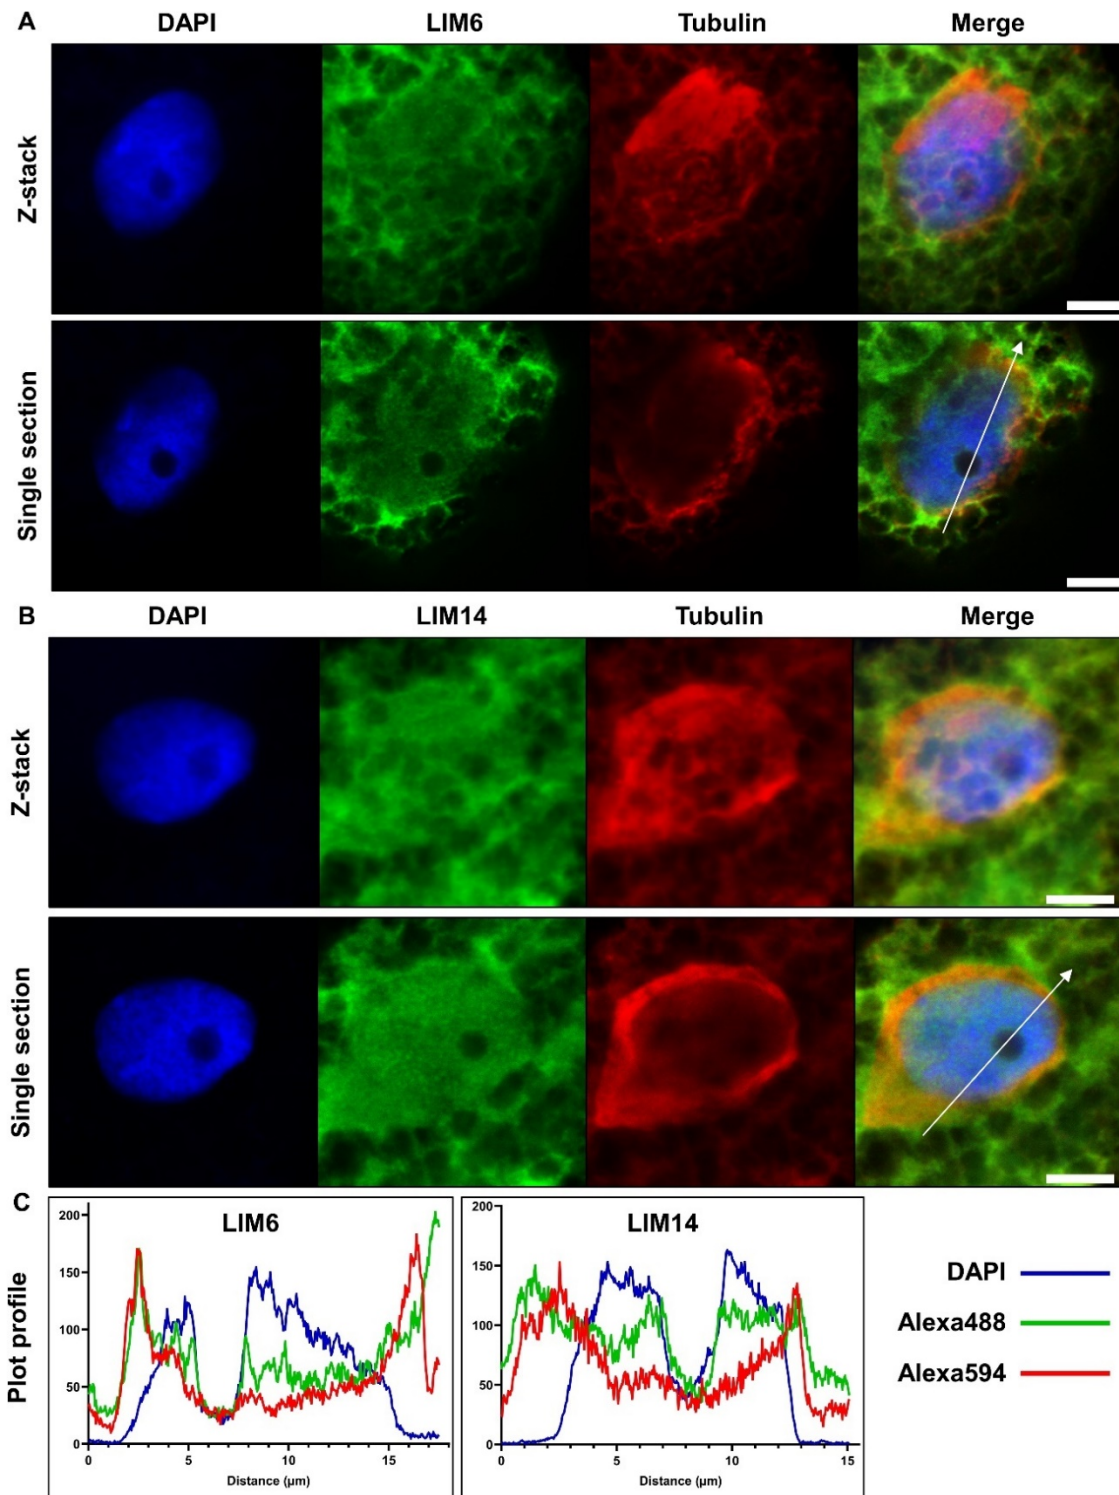 A
DAPI LIM6 Tubulin Merge
Z-stack
Single section
B
DAPI LIM14 Tubulin Merge
Z-stack
Single section
C
Plot profile
LIM6
200
150
100
50
0
0 5 10 15
Distance (µm)
LIM14
200
150
100
50
0
0 5 10 15
Distance (µm)
DAPI
Alexa488
Alexa594